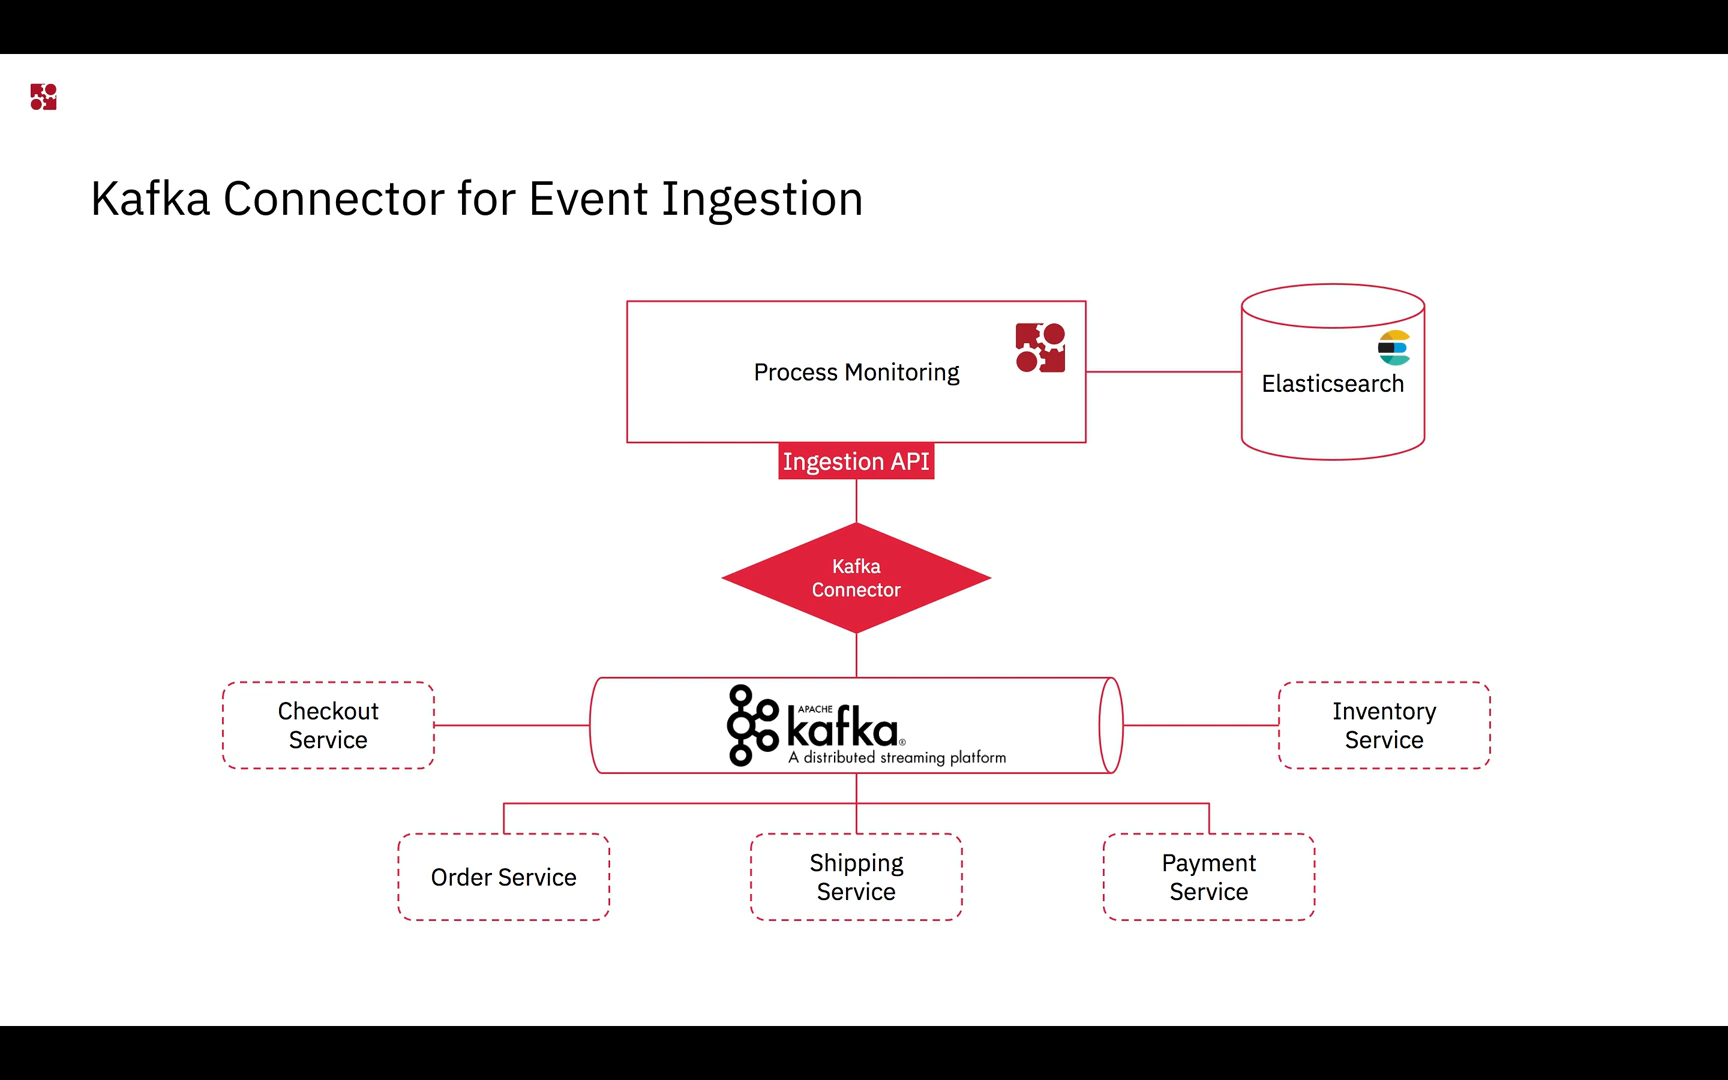 Kafka Connector for Event Ingestion
Process Monitoring
Elasticsearch
Ingestion API
Kafka
Connector
Checkout
Service
APACHE
kafka®
A distributed streaming platform
Inventory
Service
Order Service
Shipping
Service
Payment
Service